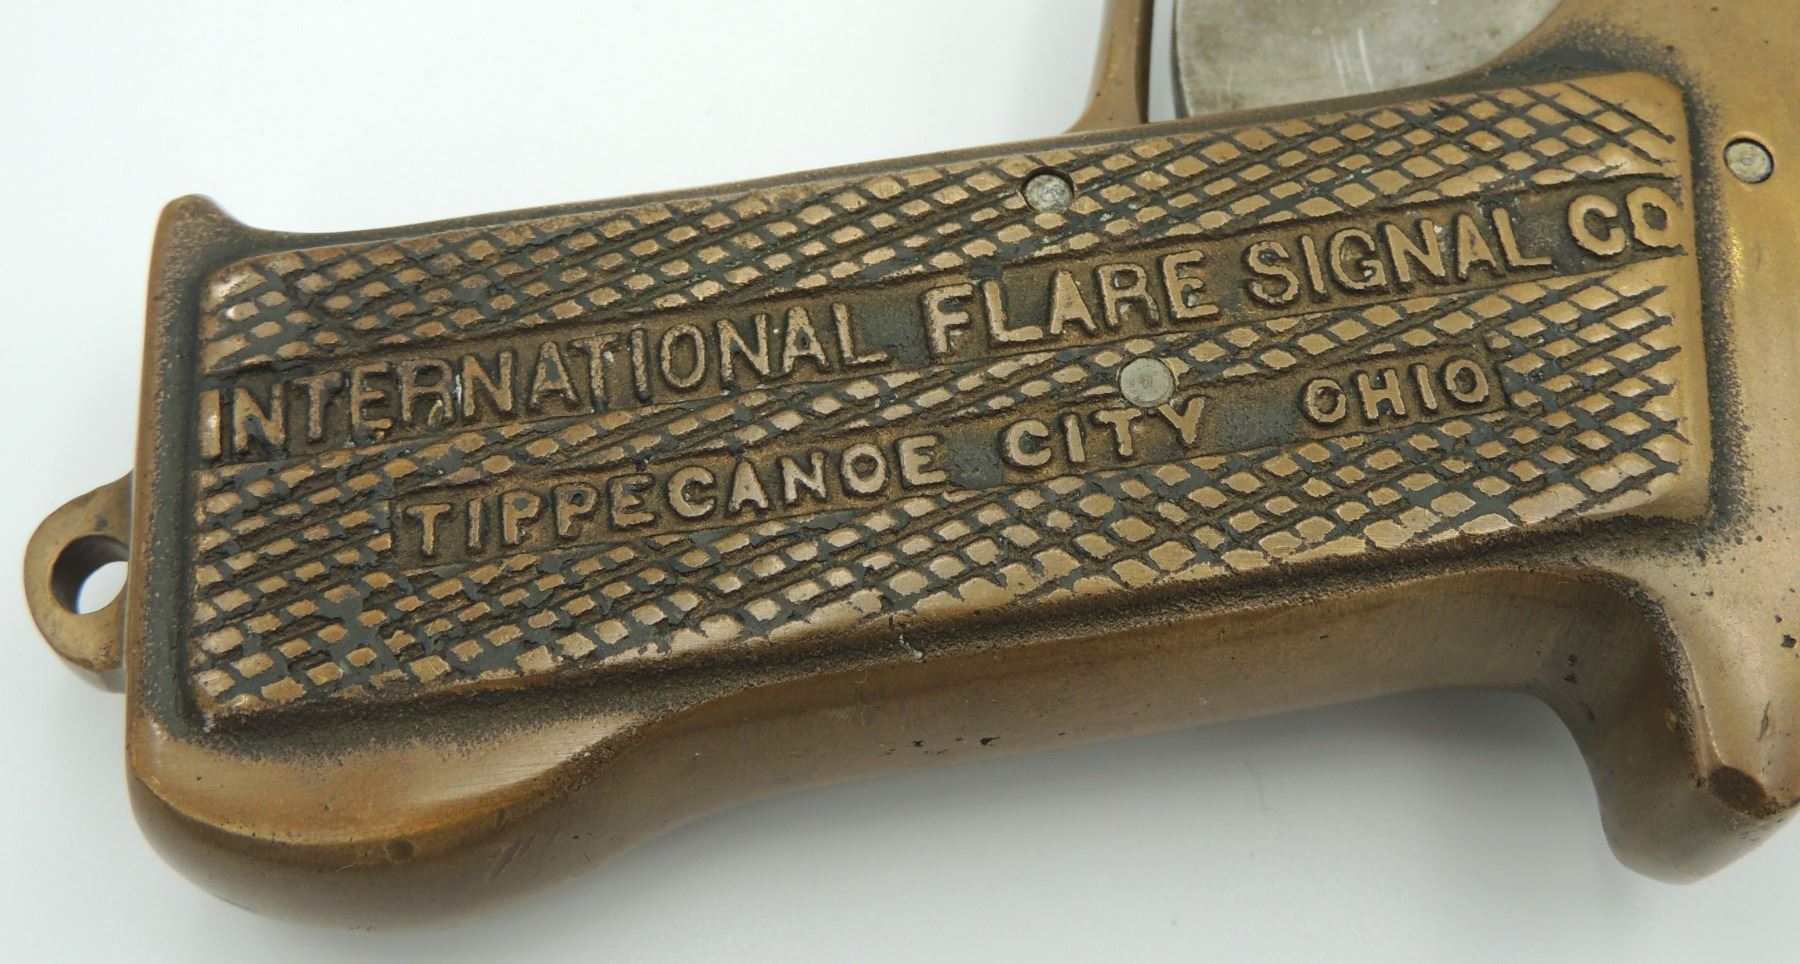 INTERNATIONAL FLARE SIGNAL CO
TIPPECANOE CITY OHIO